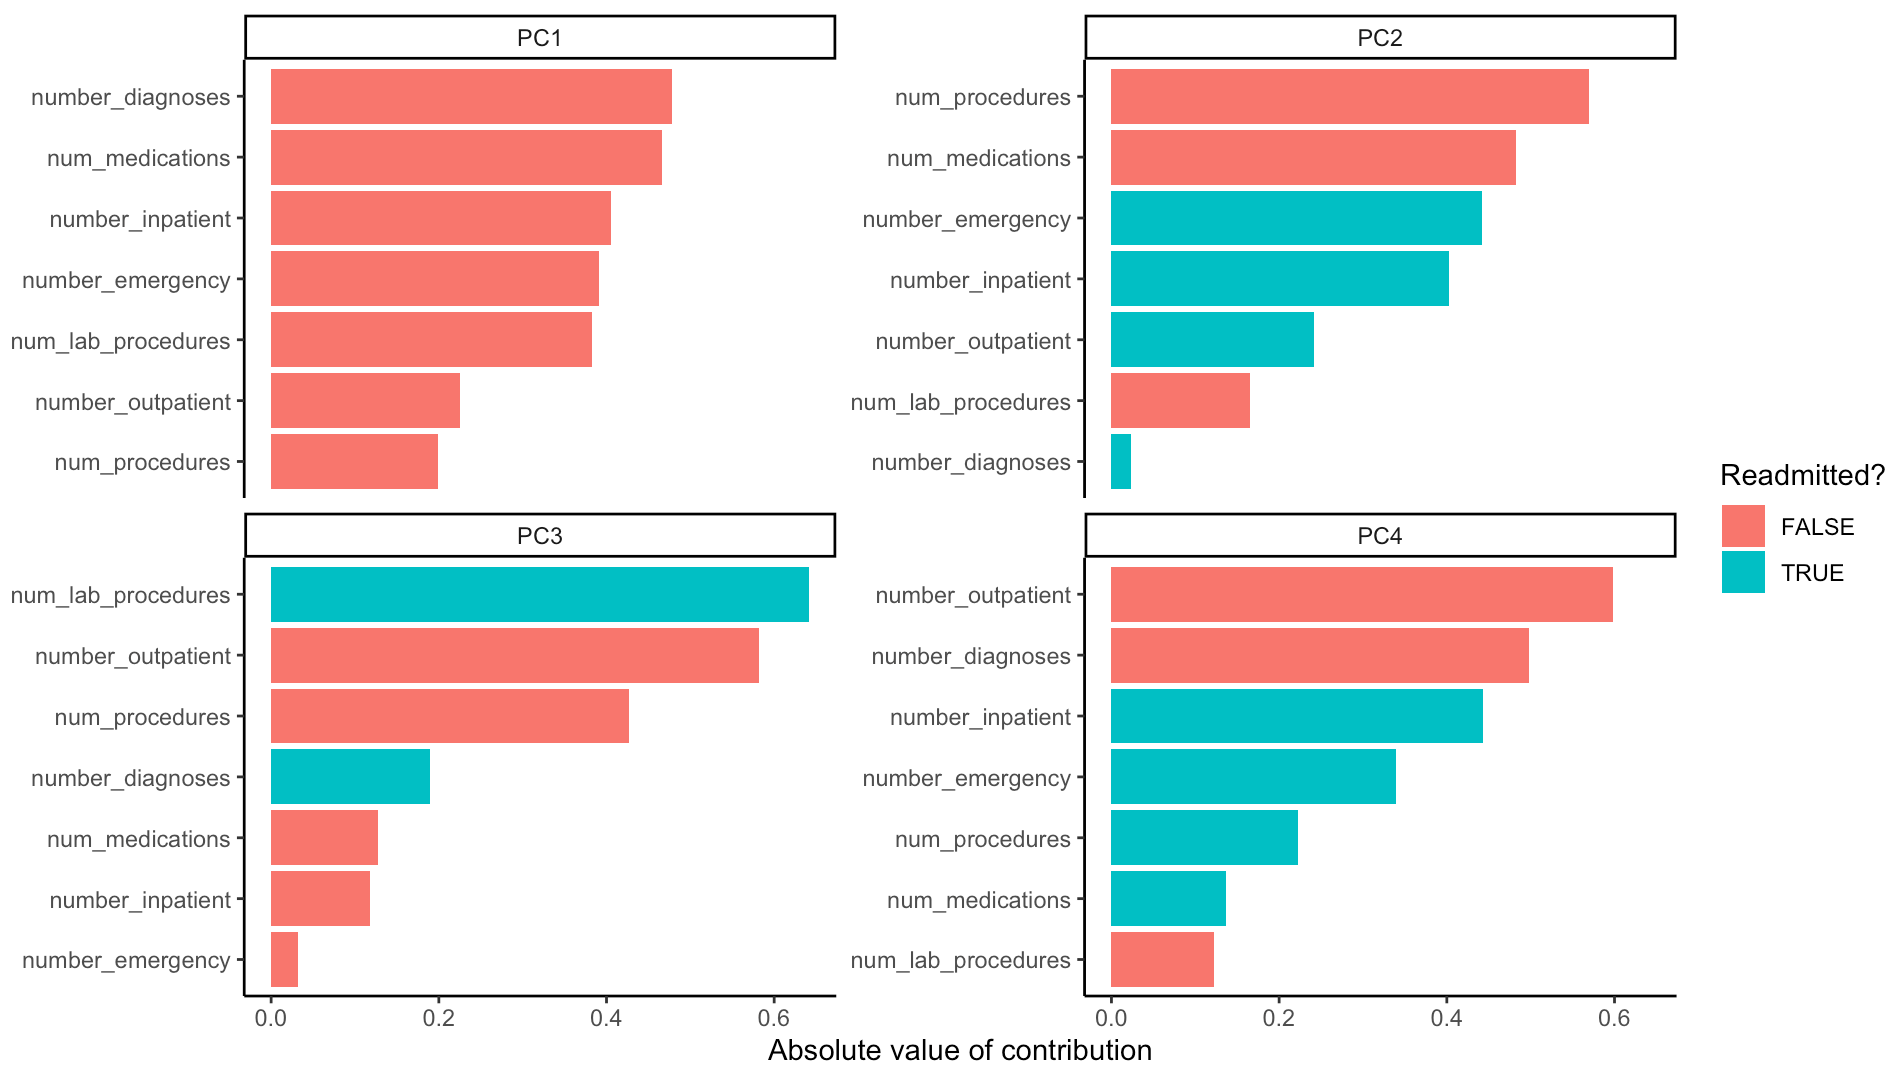 PC1
number_diagnoses
num_medications
number_inpatient
number_emergency
num_lab_procedures
number_outpatient
num_procedures
PC2
num_procedures
num_medications
number_emergency
number_inpatient
number_outpatient
num_lab_procedures
number_diagnoses
PC3
num_lab_procedures
number_outpatient
num_procedures
number_diagnoses
num_medications
number_inpatient
number_emergency
0.0 0.2 0.4 0.6
PC4
number_outpatient
number_diagnoses
number_inpatient
number_emergency
num_procedures
num_medications
num_lab_procedures
0.0 0.2 0.4 0.6
Absolute value of contribution
Readmitted?
FALSE
TRUE